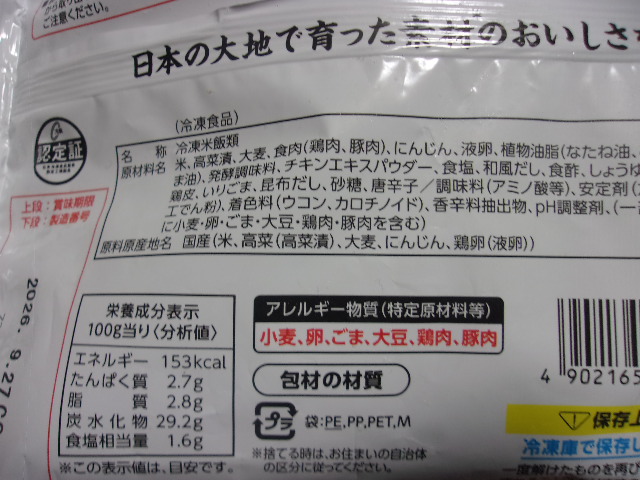 ご注意ください。
日本の大地で育った素材のおいしさ
(冷凍食品)
認定証
名 称 冷凍米飯類
原材料名 米、高菜漬、大麦、食肉(鶏肉、豚肉)、にんじん、液卵、植物油脂(なたね油、
ま油)、発酵調味料、チキンエキスパウダー、食塩、和風だし、食酢、しょうゆ
鶏皮、いりごま、昆布だし、砂糖、唐辛子/調味料(アミノ酸等)、安定剤(
工でん粉)、着色料(ウコン、カロチノイド)、香辛料抽出物、pH調整剤、(一
に小麦・卵・ごま・大豆・鶏肉・豚肉を含む)
原料原産地名 国産(米、高菜(高菜漬)、大麦、にんじん、鶏卵(液卵))
上段:賞味期限
下段:製造番号
2026. 9.27
栄養成分表示
100g当り〈分析値〉
エネルギー 153kcal
たんぱく質 2.7g
脂質 2.8g
炭水化物 29.2g
食塩相当量 1.6g
※この表示値は、目安です。
アレルギー物質(特定原材料等)
小麦、卵、ごま、大豆、鶏肉、豚肉
包材の材質
プラ 袋:PE,PP,PET,M
※捨てる時は、お住まいの自治体
の区分に従ってください。
4 902165
保存上
冷凍庫で保存し
一度解けたものを再び